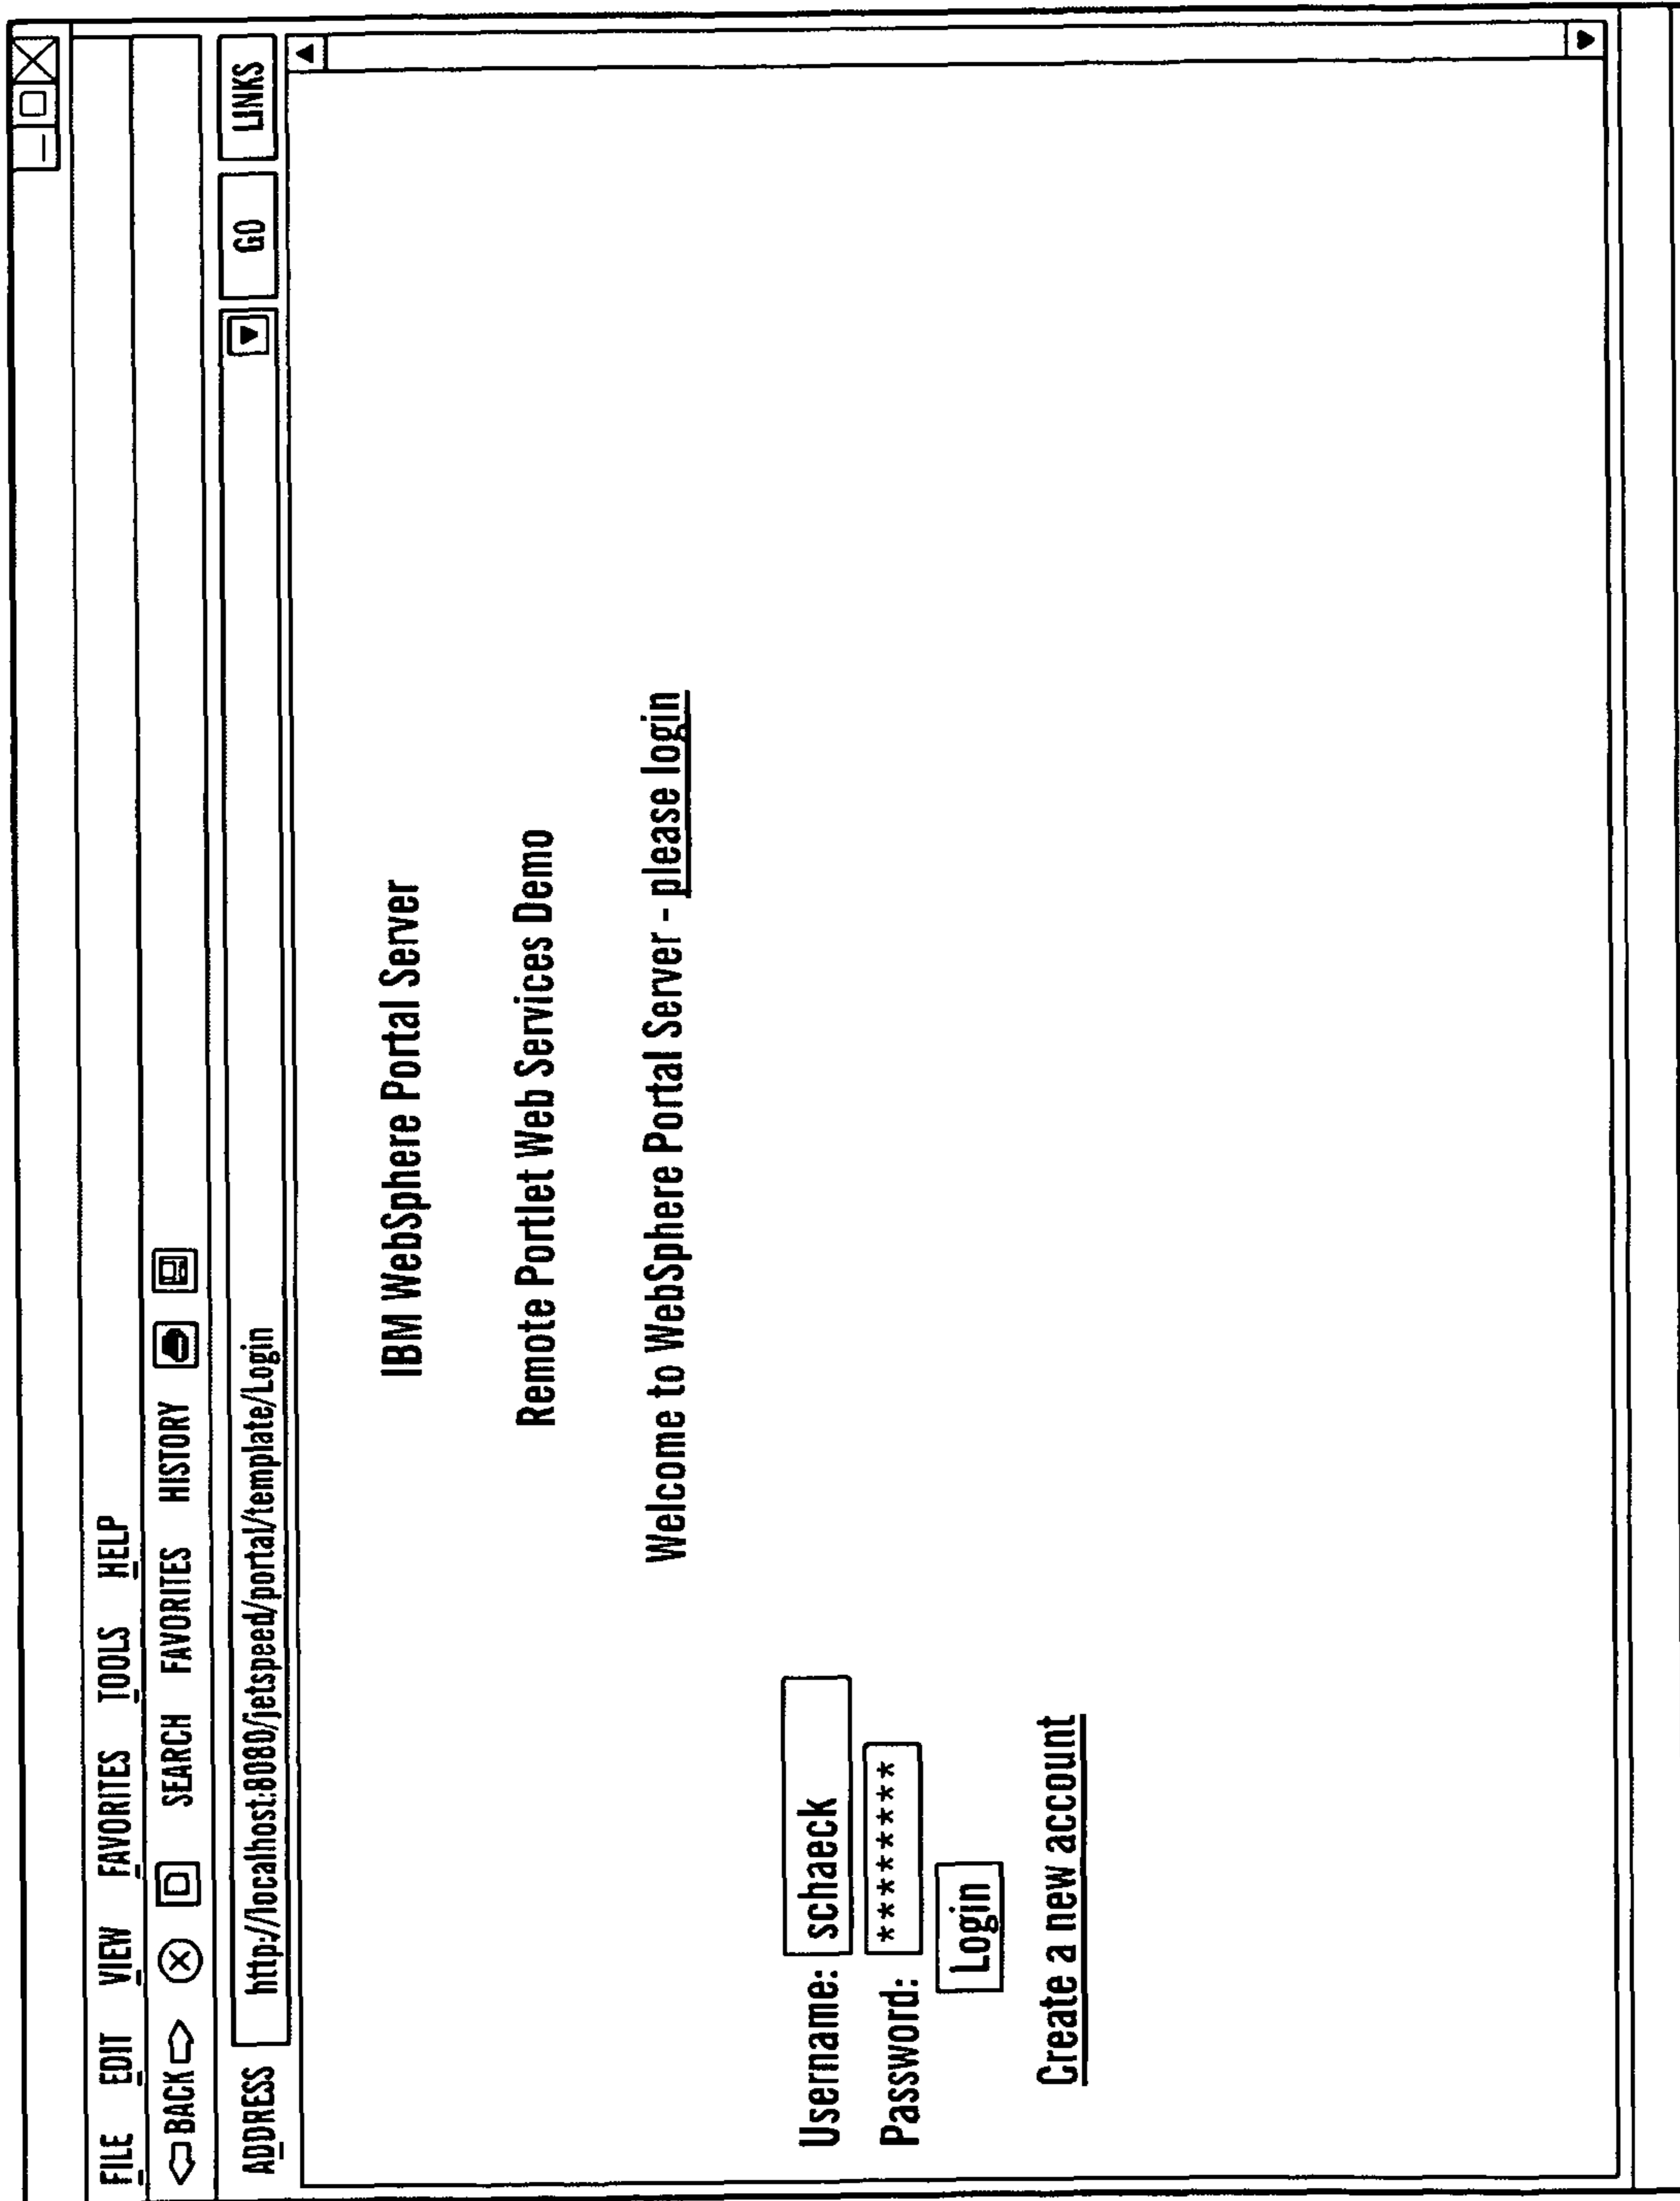 FILE EDIT VIEW FAVORITES TOOLS HELP
BACK SEARCH FAVORITES HISTORY
ADDRESS http://localhost:8080/jetspeed/portal/template/Login GO LINKS
IBM WebSphere Portal Server
Remote Portlet Web Services Demo
Welcome to WebSphere Portal Server - please login
Username: schaeck
Password: ********
Login
Create a new account